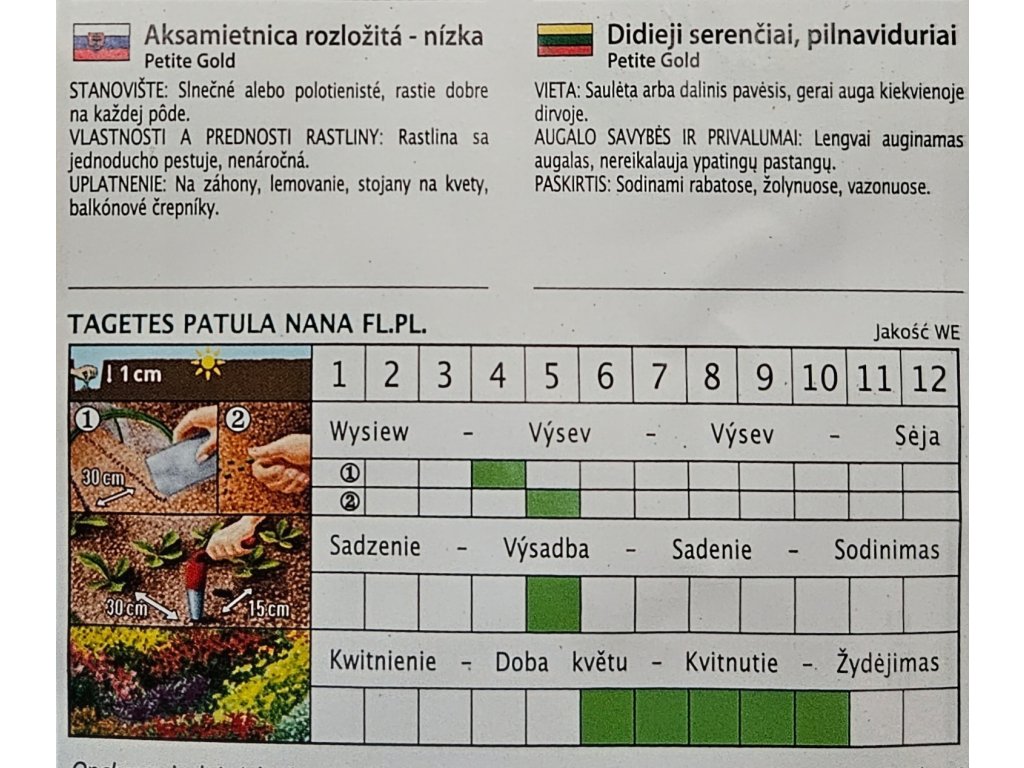 Aksamietnica rozložitá - nízka
Petite Gold
STANOVIŠTE: Slnečné alebo polotienisté, rastie dobre
na každej pôde.
VLASTNOSTI A PREDNOSTI RASTLINY: Rastlina sa
jednoducho pestuje, nenáročná.
UPLATNENIE: Na záhony, lemovanie, stojany na kvety,
balkónové črepníky.
Didieji serenčiai, pilnaviduriai
Petite Gold
VIETA: Saulėta arba dalinis pavėsis, gerai auga kiekvienoje
dirvoje.
AUGALO SAVYBĖS IR PRIVALUMAI: Lengvai auginamas
augalas, nereikalauja ypatingų pastangų.
PASKIRTIS: Sodinami rabatose, žolynuose, vazonuose.
TAGETES PATULA NANA FL.PL.
Jakość WE
1 cm
1 2 3 4 5 6 7 8 9 10 11 12
① ②
30 cm
Wysiew - Výsev - Výsev - Sėja
①
②
Sadzenie - Výsadba - Sadenie - Sodinimas
30 cm 15 cm
Kwitnienie - Doba květu - Kvitnutie - Žydėjimas